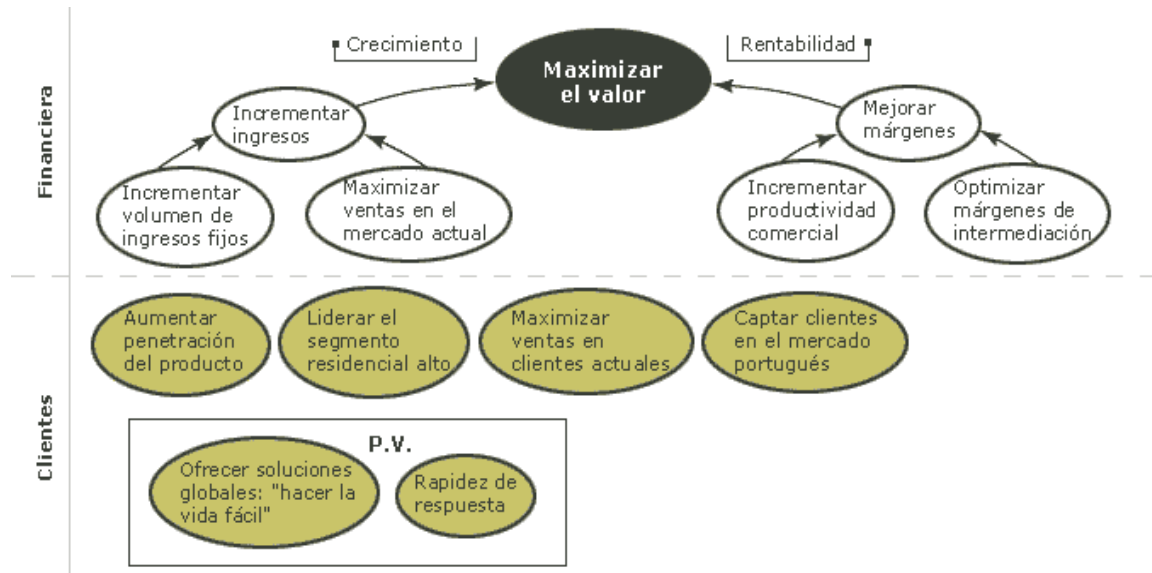 Financiera
Crecimiento
Maximizar
el valor
Rentabilidad
Incrementar
ingresos
Mejorar
márgenes
Incrementar
volumen de
ingresos fijos
Maximizar
ventas en el
mercado actual
Incrementar
productividad
comercial
Optimizar
márgenes de
intermediación
Clientes
Aumentar
penetración
del producto
Liderar el
segmento
residencial alto
Maximizar
ventas en
clientes actuales
Captar clientes
en el mercado
portugués
P.V.
Ofrecer soluciones
globales: "hacer la
vida fácil"
Rapidez de
respuesta